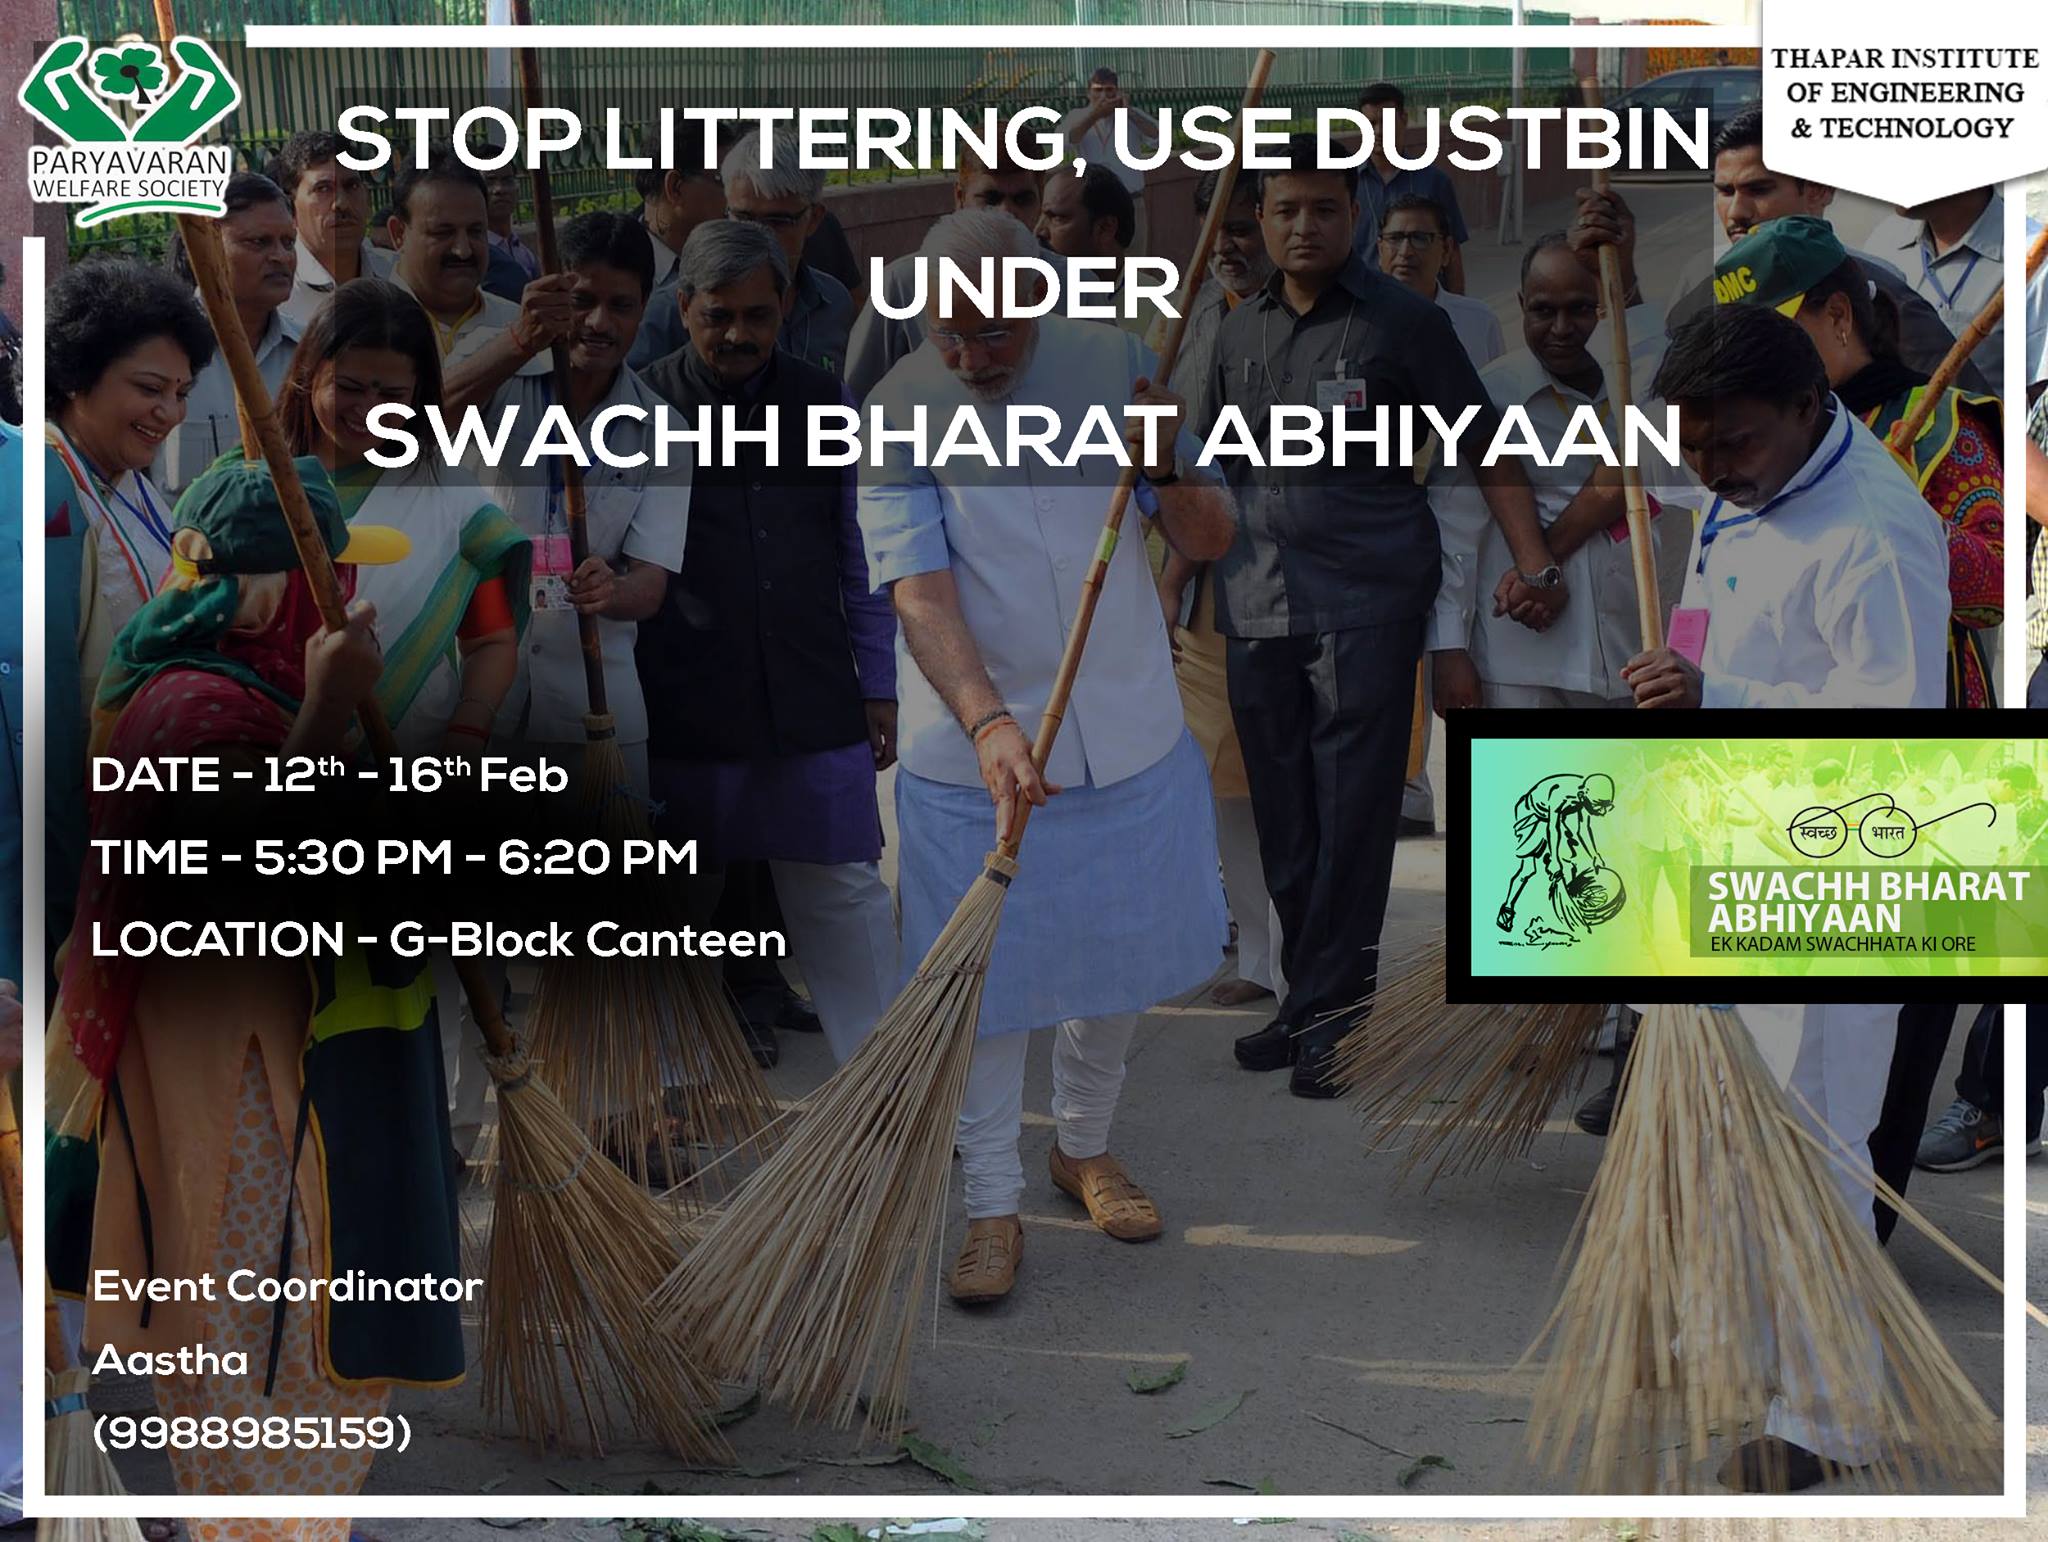 PARYAVARAN
WELFARE SOCIETY
THAPAR INSTITUTE
OF ENGINEERING
& TECHNOLOGY
STOP LITTERING, USE DUSTBIN
UNDER
SWACHH BHARAT ABHIYAAN
DMC
DATE - 12th - 16th Feb
TIME - 5:30 PM - 6:20 PM
LOCATION - G-Block Canteen
स्वच्छ भारत
SWACHH BHARAT
ABHIYAAN
EK KADAM SWACHHATA KI ORE
Event Coordinator
Aastha
(9988985159)